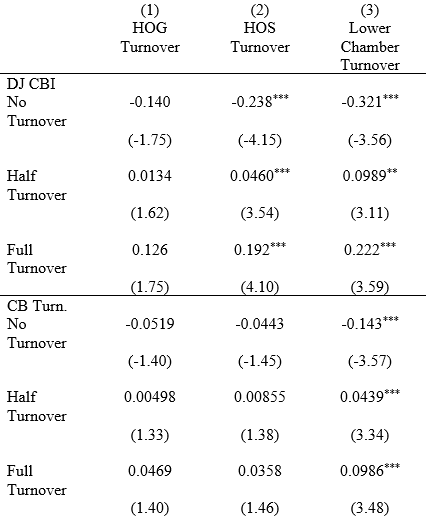 (1) (2) (3)
HOG HOS Lower
Turnover Turnover Chamber
Turnover
DJ CBI
No -0.140 -0.238*** -0.321***
Turnover
(-1.75) (-4.15) (-3.56)
Half 0.0134 0.0460*** 0.0989**
Turnover
(1.62) (3.54) (3.11)
Full 0.126 0.192*** 0.222***
Turnover
(1.75) (4.10) (3.59)
CB Turn.
No -0.0519 -0.0443 -0.143***
Turnover
(-1.40) (-1.45) (-3.57)
Half 0.00498 0.00855 0.0439***
Turnover
(1.33) (1.38) (3.34)
Full 0.0469 0.0358 0.0986***
Turnover
(1.40) (1.46) (3.48)